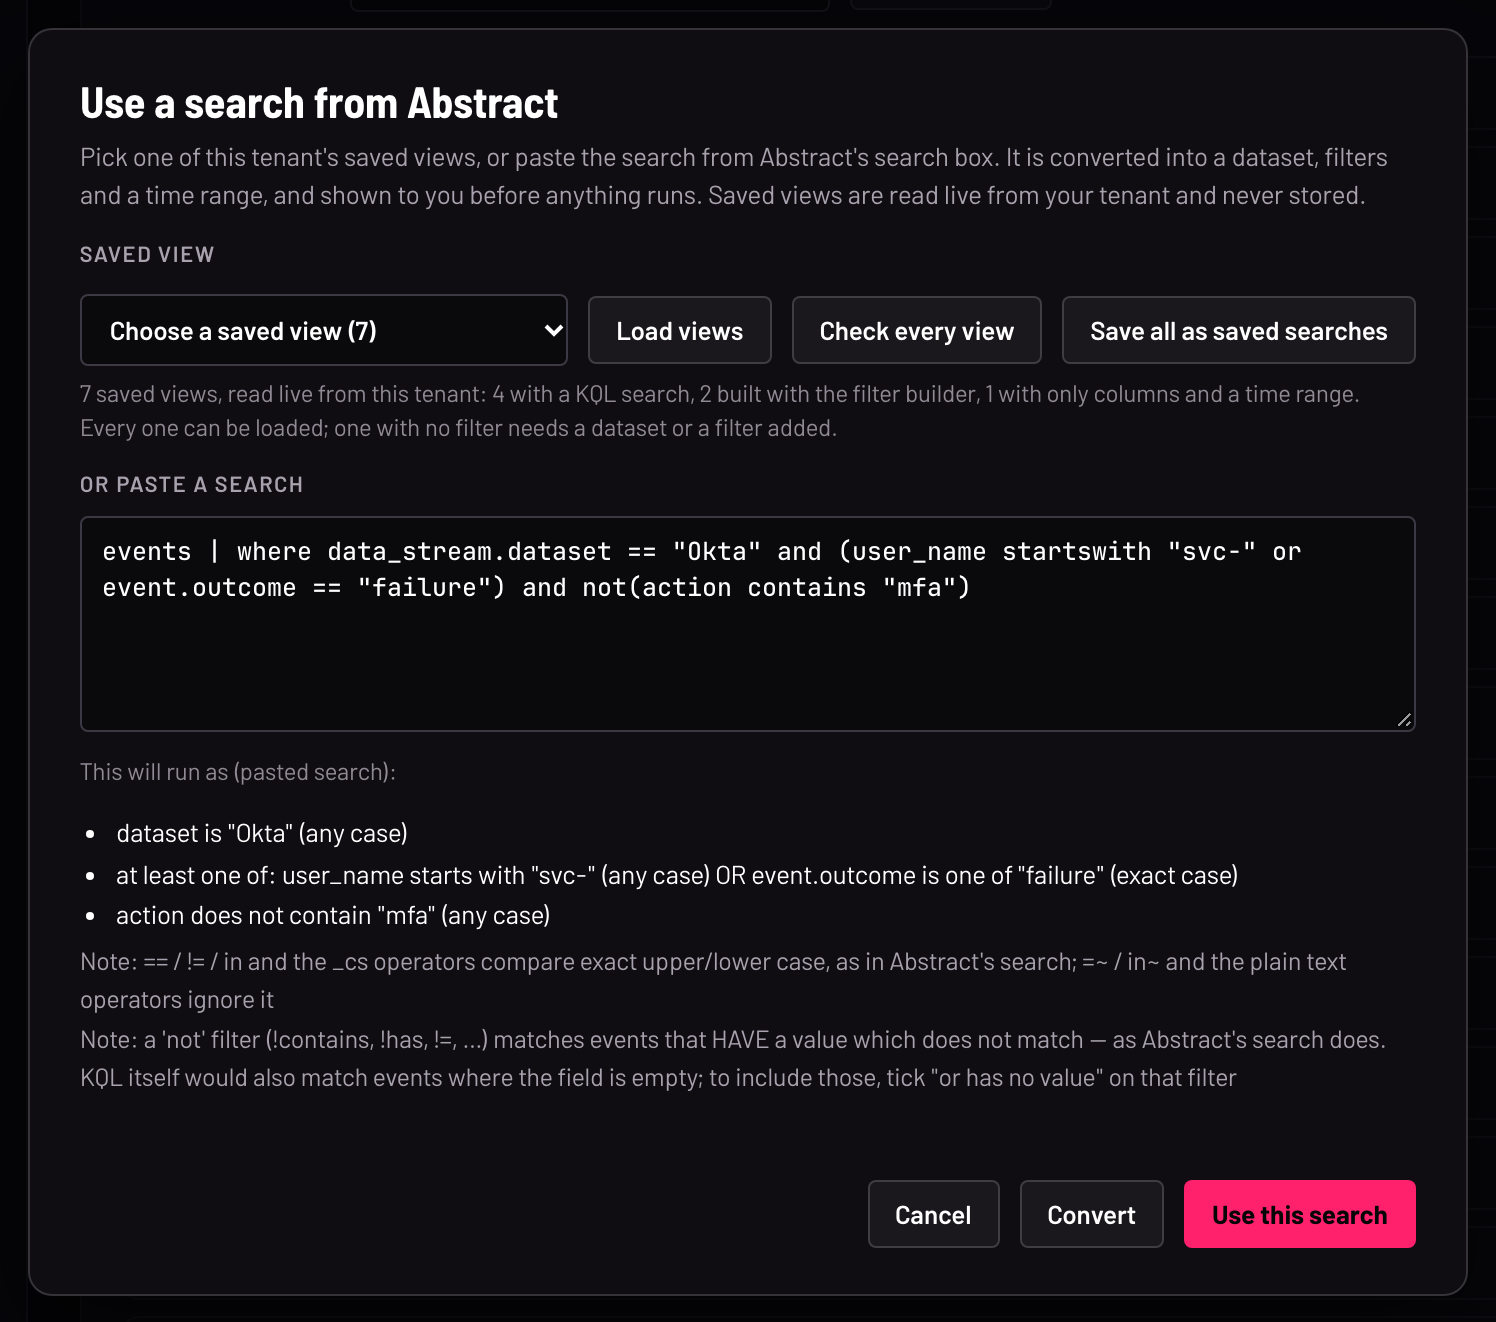 Use a search from Abstract
Pick one of this tenant's saved views, or paste the search from Abstract's search box. It is converted into a dataset, filters
and a time range, and shown to you before anything runs. Saved views are read live from your tenant and never stored.
SAVED VIEW
Choose a saved view (7)
Load views
Check every view
Save all as saved searches
7 saved views, read live from this tenant: 4 with a KQL search, 2 built with the filter builder, 1 with only columns and a time range.
Every one can be loaded; one with no filter needs a dataset or a filter added.
OR PASTE A SEARCH
events | where data_stream.dataset == "Okta" and (user_name startswith "svc-" or
event.outcome == "failure") and not(action contains "mfa")
This will run as (pasted search):
• dataset is "Okta" (any case)
• at least one of: user_name starts with "svc-" (any case) OR event.outcome is one of "failure" (exact case)
• action does not contain "mfa" (any case)
Note: == / != / in and the _cs operators compare exact upper/lower case, as in Abstract's search; =~ / in~ and the plain text
operators ignore it
Note: a 'not' filter (!contains, !has, !=, ...) matches events that HAVE a value which does not match — as Abstract's search does.
KQL itself would also match events where the field is empty; to include those, tick "or has no value" on that filter
Cancel
Convert
Use this search